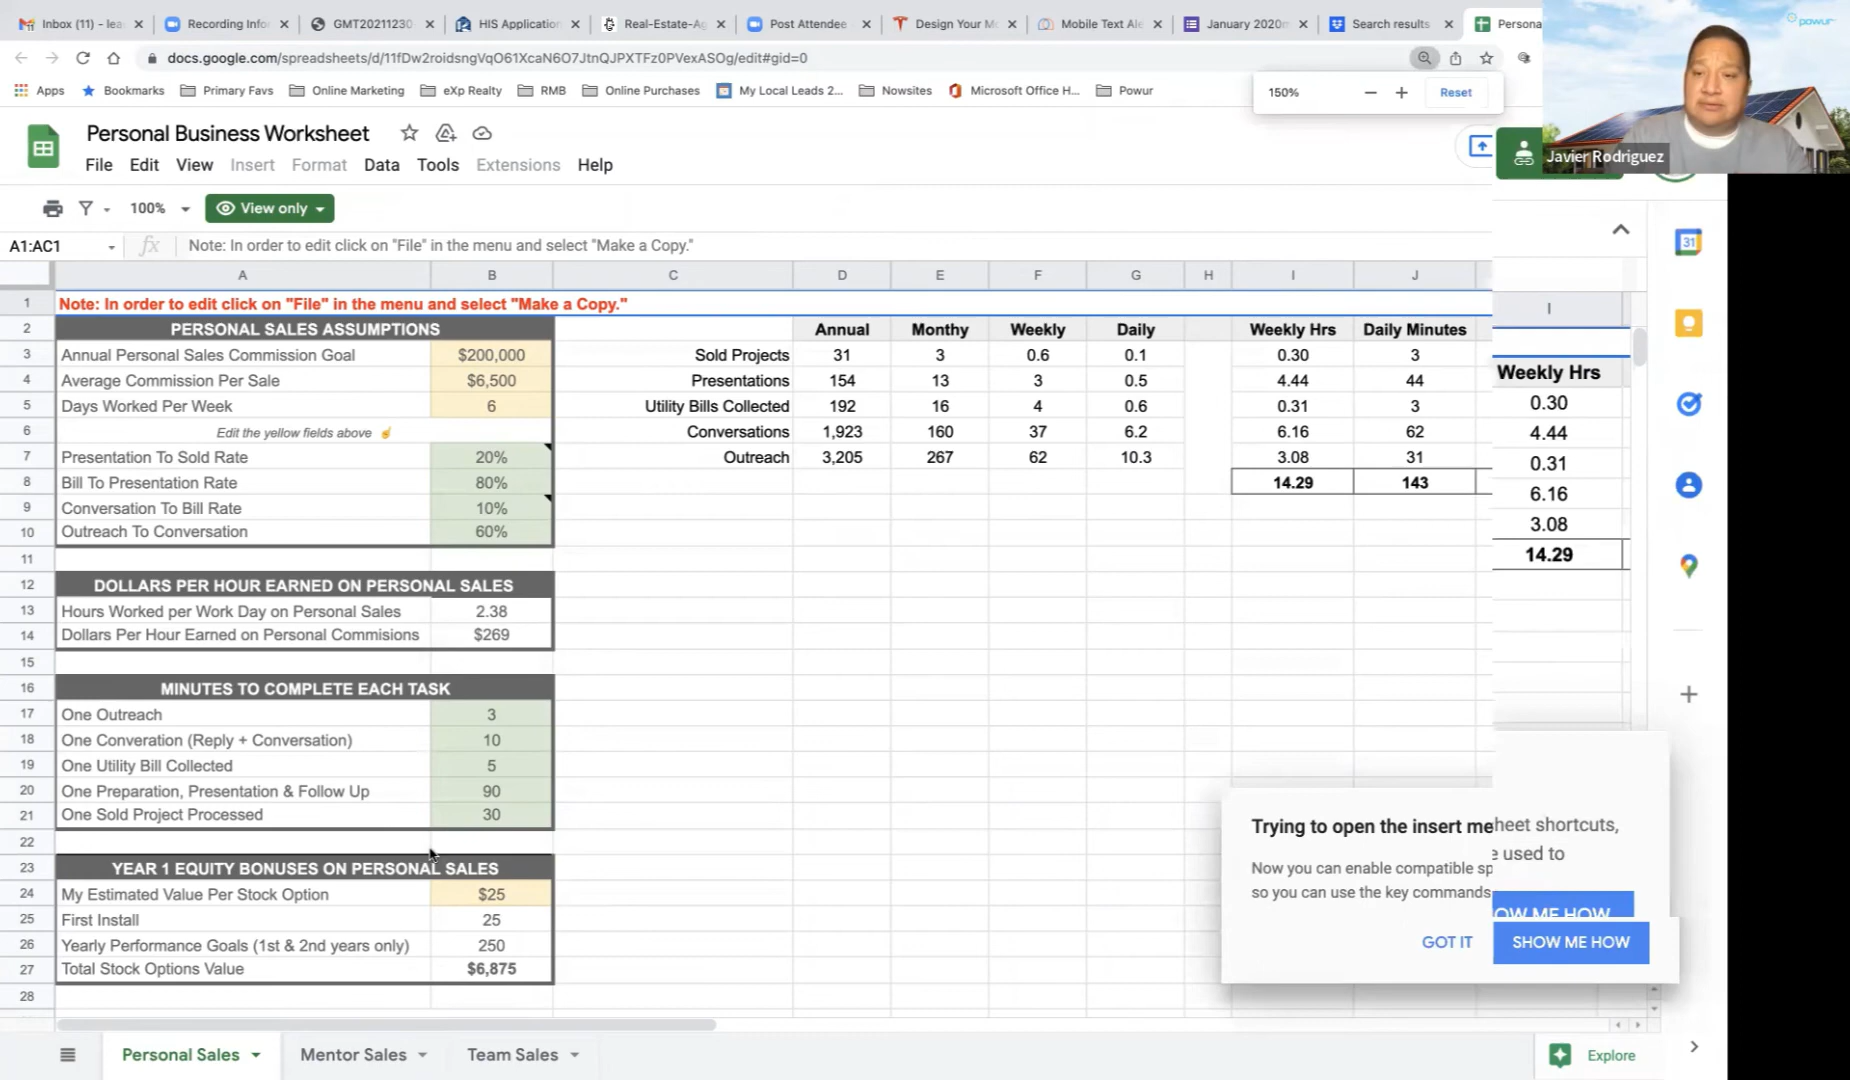 Inbox (11) - lea
Recording Infor
GMT20211230
HIS Application
Real-Estate-Ag
Post Attendee
Design Your M
Mobile Text Ale
January 2020
Search results
Persona
docs.google.com/spreadsheets/d/11fDw2roidsngVqO61XcaN6O7JtnQJPXTFz0PVexASOg/edit#gid=0
Apps
Bookmarks
Primary Favs
Online Marketing
eXp Realty
RMB
Online Purchases
My Local Leads 2...
Nowsites
Microsoft Office H...
Powur
150%
Reset
powur
Javier Rodriguez
Personal Business Worksheet
File Edit View Insert Format Data Tools Extensions Help
100%
View only
A1:AC1
fx
Note: In order to edit click on "File" in the menu and select "Make a Copy."
A B C D E F G H I J
1 Note: In order to edit click on "File" in the menu and select "Make a Copy."
2 PERSONAL SALES ASSUMPTIONS Annual Monthy Weekly Daily Weekly Hrs Daily Minutes
3 Annual Personal Sales Commission Goal $200,000 Sold Projects 31 3 0.6 0.1 0.30 3
4 Average Commission Per Sale $6,500 Presentations 154 13 3 0.5 4.44 44
5 Days Worked Per Week 6 Utility Bills Collected 192 16 4 0.6 0.31 3
6 Edit the yellow fields above ☝ Conversations 1,923 160 37 6.2 6.16 62
7 Presentation To Sold Rate 20% Outreach 3,205 267 62 10.3 3.08 31
8 Bill To Presentation Rate 80% 14.29 143
9 Conversation To Bill Rate 10%
10 Outreach To Conversation 60%
11
12 DOLLARS PER HOUR EARNED ON PERSONAL SALES
13 Hours Worked per Work Day on Personal Sales 2.38
14 Dollars Per Hour Earned on Personal Commisions $269
15
16 MINUTES TO COMPLETE EACH TASK
17 One Outreach 3
18 One Converation (Reply + Conversation) 10
19 One Utility Bill Collected 5
20 One Preparation, Presentation & Follow Up 90
21 One Sold Project Processed 30
22
23 YEAR 1 EQUITY BONUSES ON PERSONAL SALES
24 My Estimated Value Per Stock Option $25
25 First Install 25
26 Yearly Performance Goals (1st & 2nd years only) 250
27 Total Stock Options Value $6,875
28
I
Weekly Hrs
0.30
4.44
0.31
6.16
3.08
14.29
31
Trying to open the insert me
Now you can enable compatible sp
so you can use the key commands
heet shortcuts,
e used to
OW ME HOW
GOT IT
SHOW ME HOW
Personal Sales
Mentor Sales
Team Sales
Explore